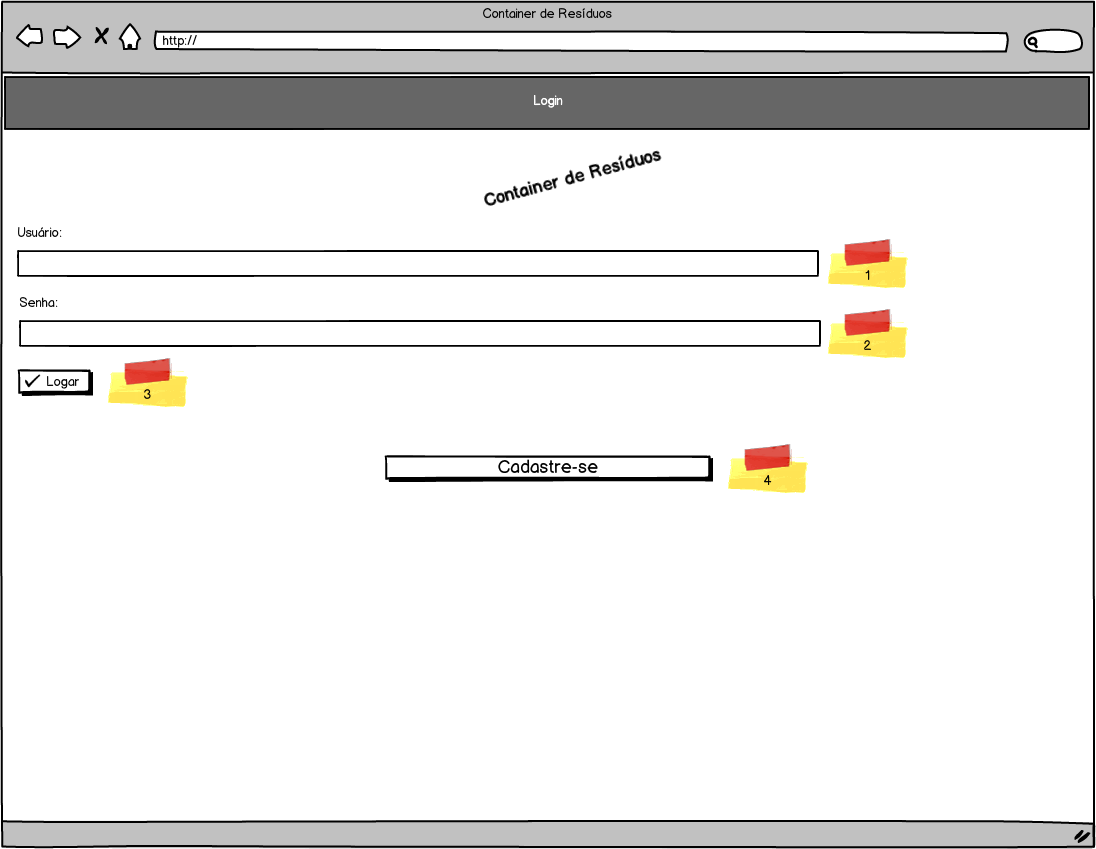 Container de Resíduos
http://
Login
Container de Resíduos
Usuário:
1
Senha:
2
Logar
3
Cadastre-se
4